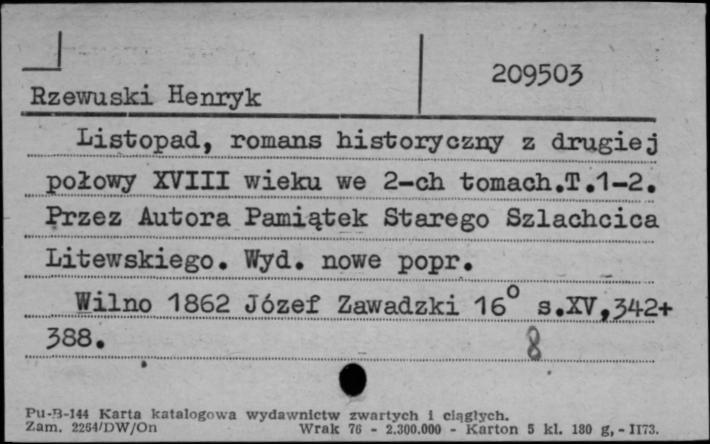 209503
Rzewuski Henryk
Listopad, romans historyczny z drugiej
połowy XVIII wieku we 2-ch tomach.T.1-2.
Przez Autora Pamiątek Starego Szlachcica
Litewskiego. Wyd. nowe popr.
Wilno 1862 Józef Zawadzki 16° s.XV,342+
388.
8
Pu-B-144 Karta katalogowa wydawnictw zwartych i ciągłych.
Zam. 2264/DW/On Wrak 76 - 2.300.000 - Karton 5 kl. 180 g, - II73.